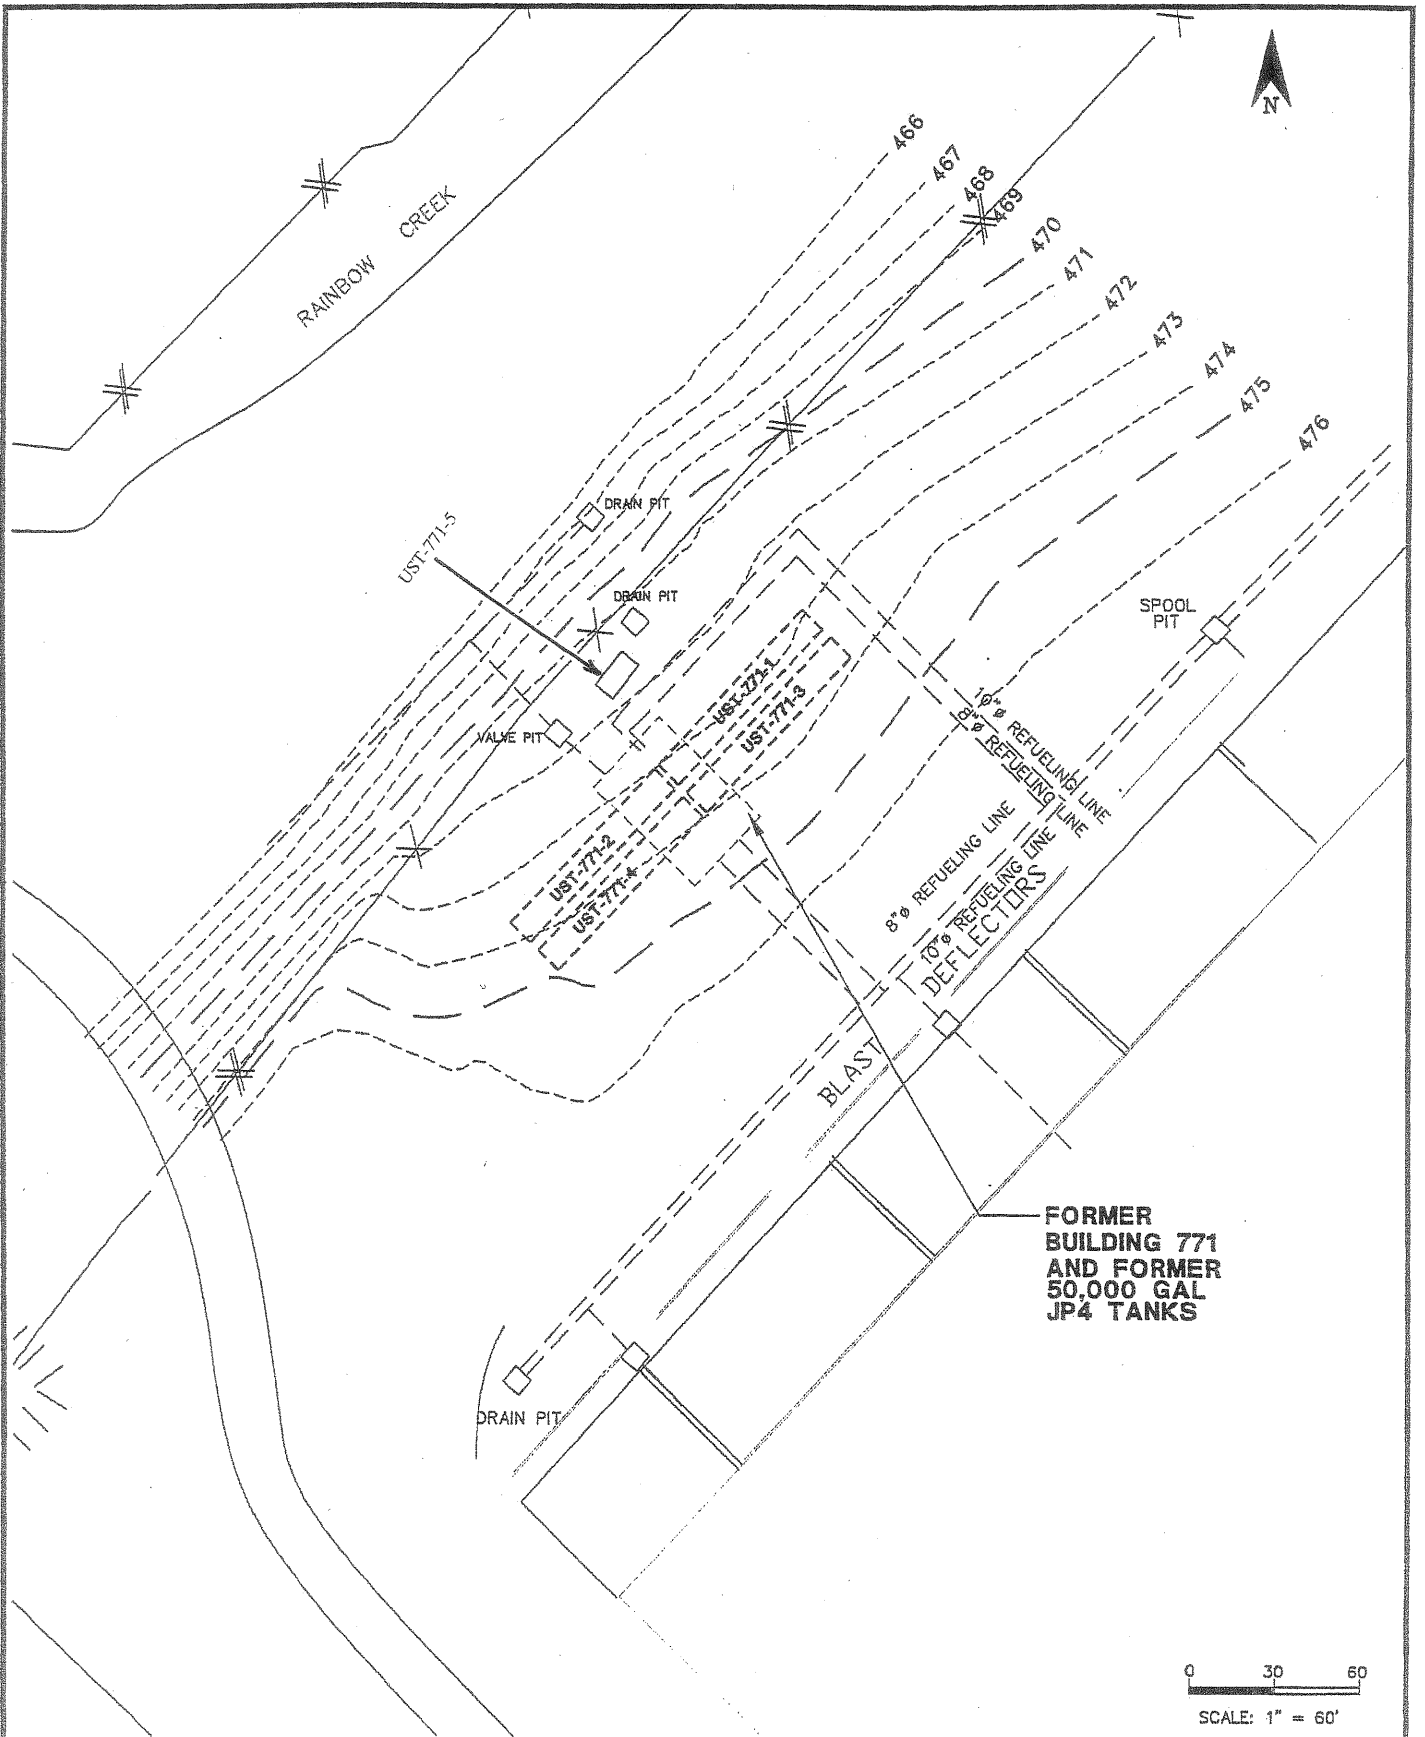 N
466
467
468
469
470
471
472
473
474
475
476
RAINBOW CREEK
DRAIN PIT
UST-771-5
DRAIN PIT
SPOOL
PIT
VALVE PIT
UST-771-1
UST-771-3
UST-771-2
UST-771-4
10"ø REFUELING LINE
8"ø REFUELING LINE
8"ø REFUELING LINE
10"ø REFUELING LINE
BLAST DEFLECTORS
FORMER
BUILDING 771
AND FORMER
50,000 GAL
JP4 TANKS
DRAIN PIT
0 30 60
SCALE: 1" = 60'